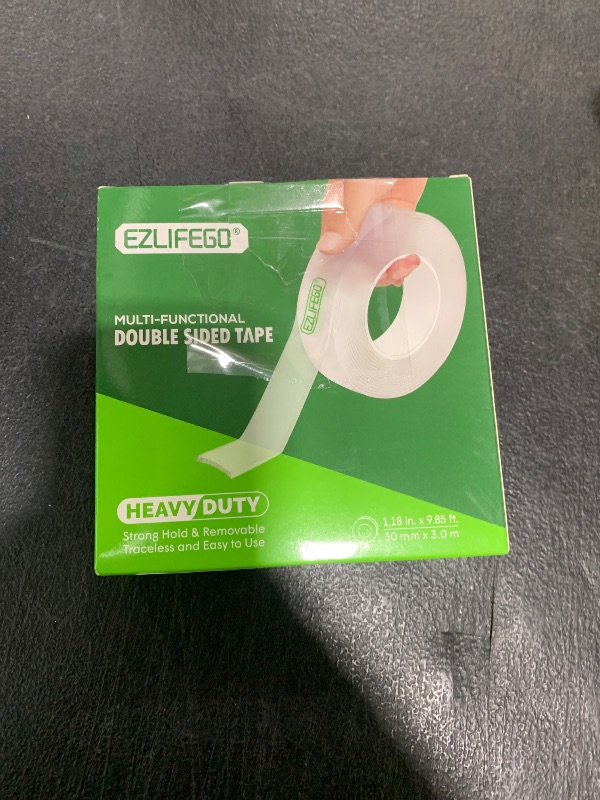 EZLIFEGO®
EZLIFEGO
MULTI-FUNCTIONAL
DOUBLE SIDED TAPE
HEAVY DUTY
Strong Hold & Removable
Traceless and Easy to Use
1.18 in. x 9.85 ft.
30 mm x 3.0 m